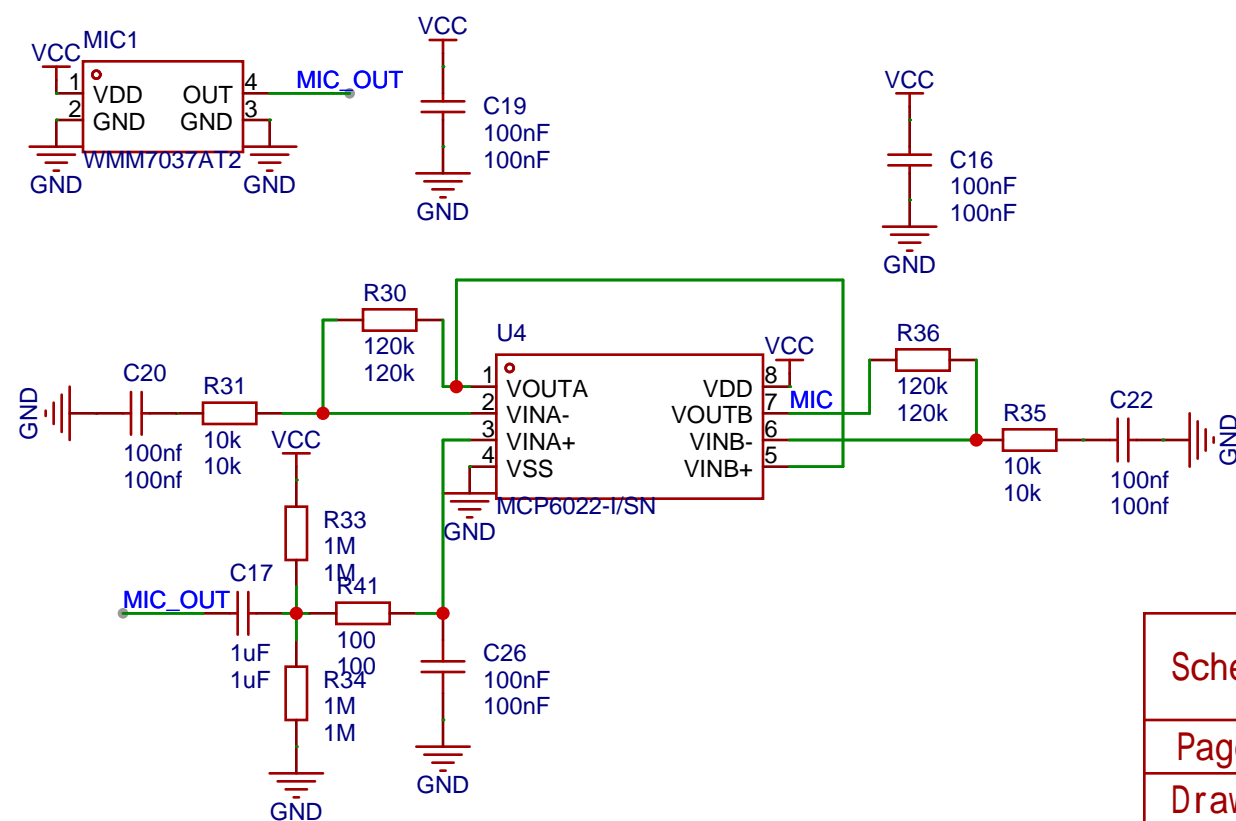 VCC
MIC1
1
VDD
OUT
4
MIC_OUT
2
GND
GND
3
WMM7037AT2
GND
GND
VCC
C19
100nF
100nF
GND
VCC
C16
100nF
100nF
GND
R30
120k
120k
U4
VCC
R36
120k
120k
1
VOUTA
VDD
8
2
VINA-
VOUTB
7
MIC
3
VINA+
VINB-
6
4
VSS
VINB+
5
MCP6022-I/SN
GND
GND
C20
100nf
100nf
R31
10k
10k
R35
10k
10k
C22
100nf
100nf
GND
VCC
R33
1M
1M
MIC_OUT
C17
1uF
1uF
R41
100
100
R34
1M
1M
GND
C26
100nF
100nF
GND